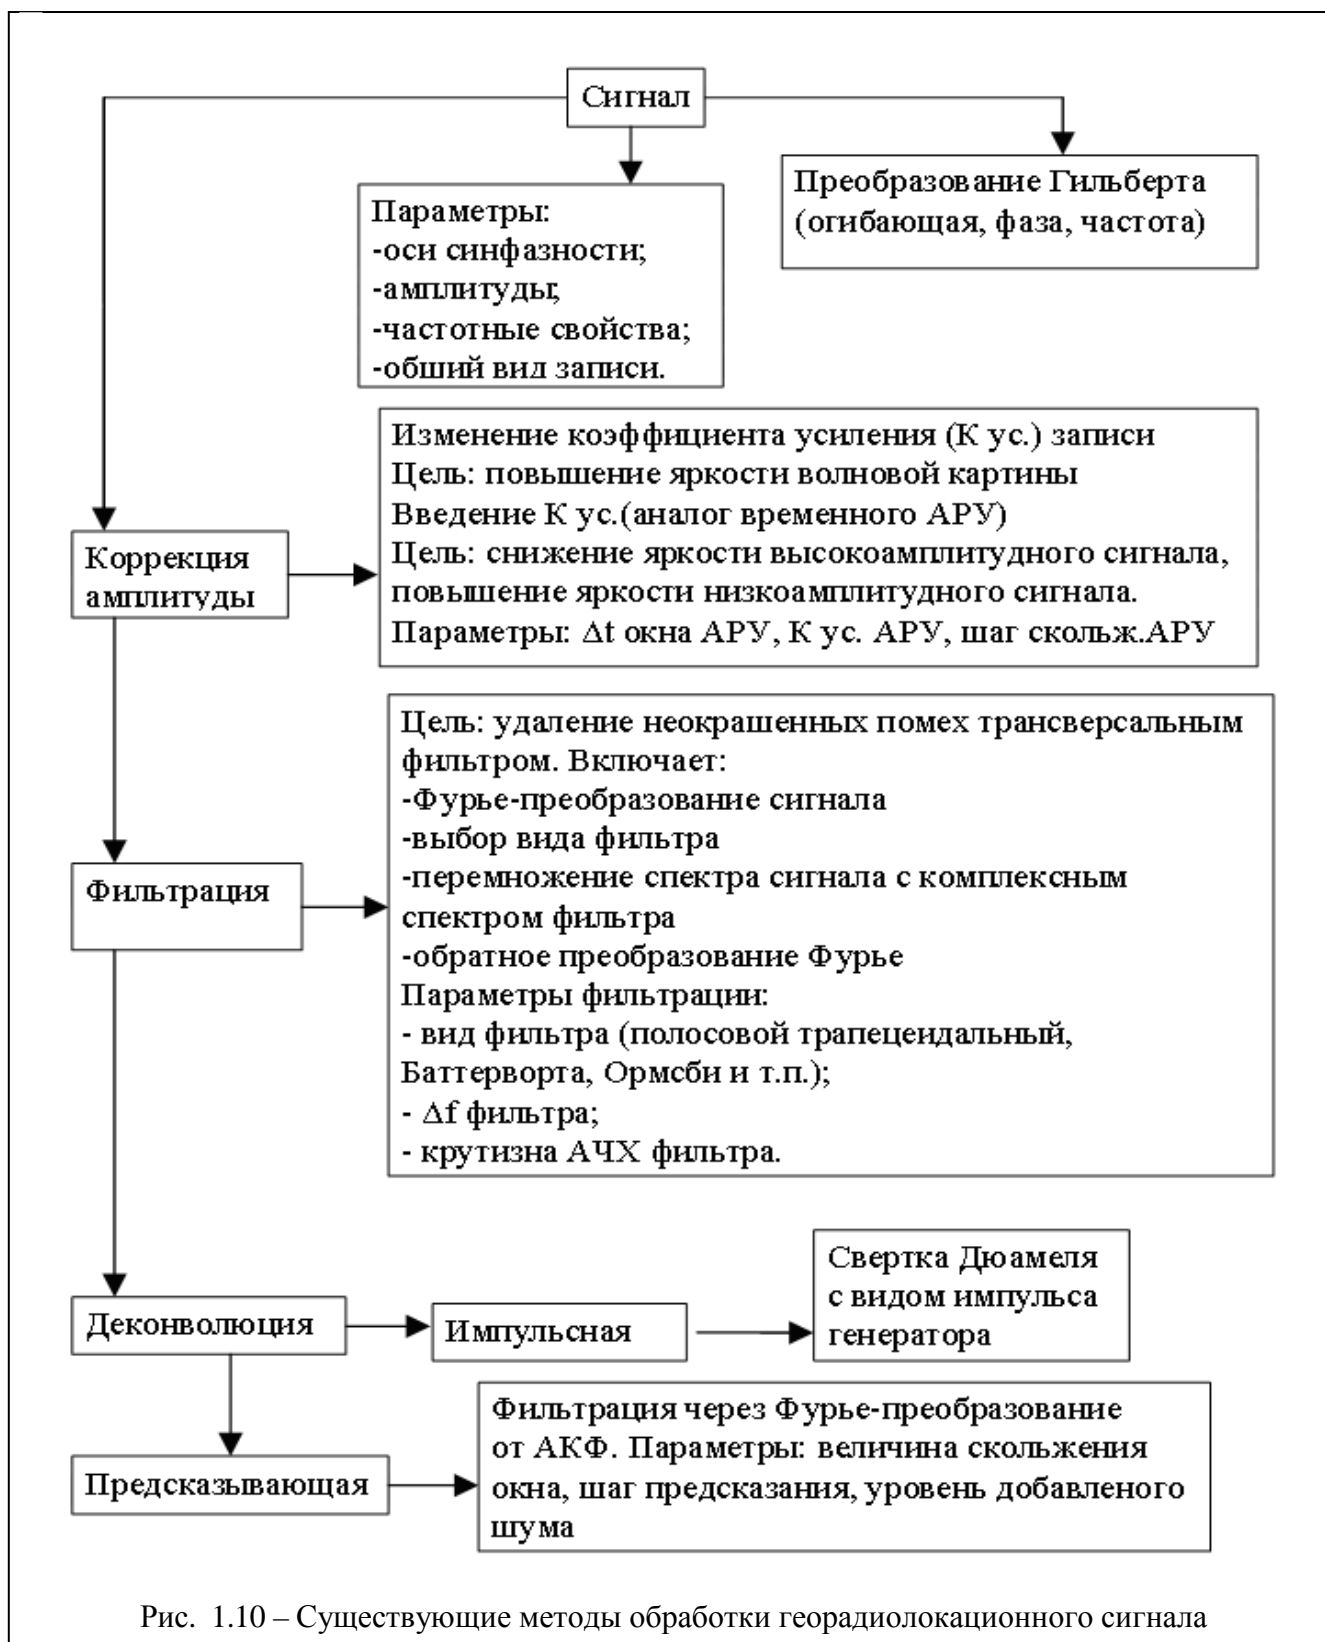 Сигнал
Преобразование Гильберта
(огибающая, фаза, частота)
Параметры:
-оси синфазности;
-амплитуды;
-частотные свойства;
-обший вид записи.
Изменение коэффициента усиления (К ус.) записи
Цель: повышение яркости волновой картины
Введение К ус.(аналог временного АРУ)
Цель: снижение яркости высокоамплитудного сигнала,
повышение яркости низкоамплитудного сигнала.
Параметры: Δt окна АРУ, К ус. АРУ, шаг скольж.АРУ
Коррекция
амплитуды
Цель: удаление неокрашенных помех трансверсальным
фильтром. Включает:
-Фурье-преобразование сигнала
-выбор вида фильтра
-перемножение спектра сигнала с комплексным
спектром фильтра
-обратное преобразование Фурье
Параметры фильтрации:
- вид фильтра (полосовой трапецеидальный,
Баттерворта, Ормсби и т.п.);
- Δf фильтра;
- крутизна АЧХ фильтра.
Фильтрация
Деконволюция
Импульсная
Свертка Дюамеля
с видом импульса
генератора
Предсказывающая
Фильтрация через Фурье-преобразование
от АКФ. Параметры: величина скольжения
окна, шаг предсказания, уровень добавленого
шума
Рис. 1.10 – Существующие методы обработки георадиолокационного сигнала